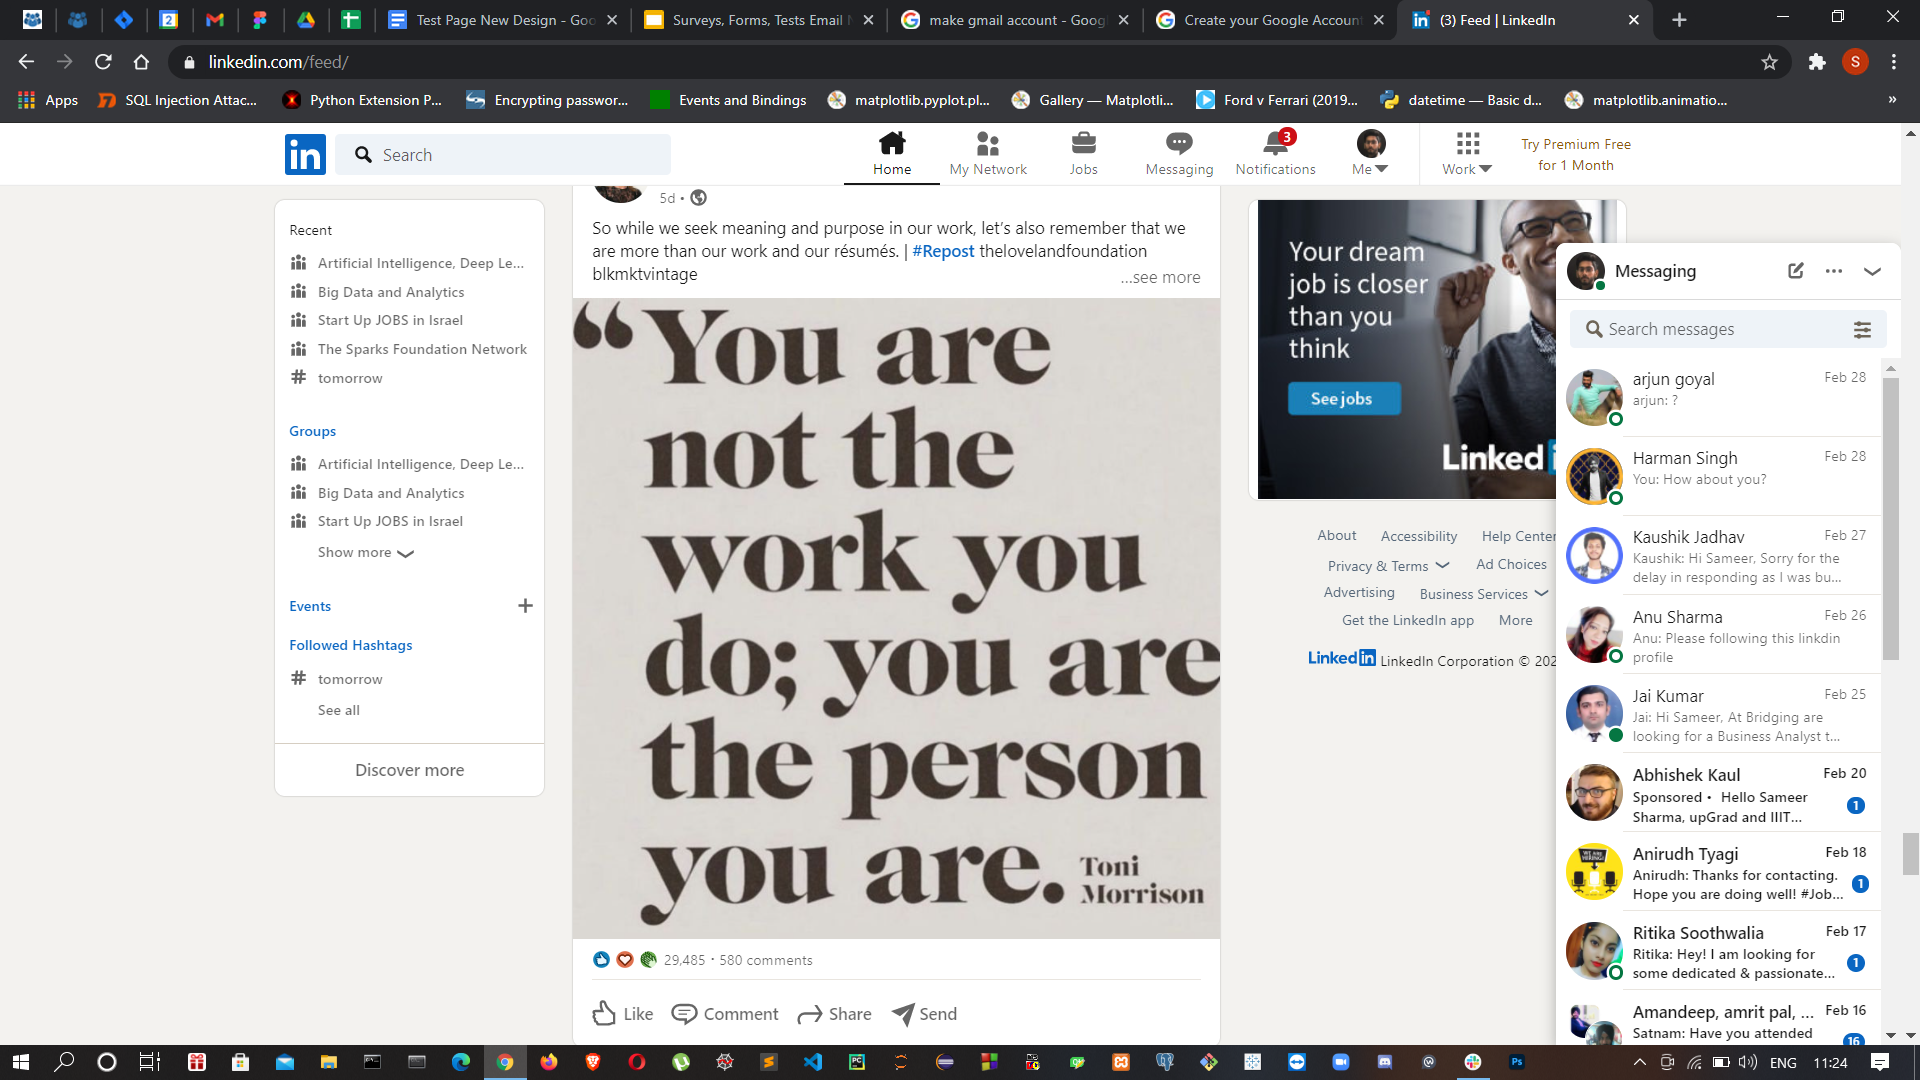 Test Page New Design - Goo
Surveys, Forms, Tests Email
make gmail account - Goog
Create your Google Account
(3) Feed | LinkedIn
linkedin.com/feed/
S
Apps
SQL Injection Attac...
Python Extension P...
Encrypting passwor...
Events and Bindings
matplotlib.pyplot.pl...
Gallery — Matplotli...
Ford v Ferrari (2019...
datetime — Basic d...
matplotlib.animatio...
»
in
Search
Home
My Network
Jobs
Messaging
3
Notifications
Me
Work
Try Premium Free
for 1 Month
Recent
Artificial Intelligence, Deep Le...
Big Data and Analytics
Start Up JOBS in Israel
The Sparks Foundation Network
# tomorrow
Groups
Artificial Intelligence, Deep Le...
Big Data and Analytics
Start Up JOBS in Israel
Show more
Events +
Followed Hashtags
# tomorrow
See all
Discover more
5d •
So while we seek meaning and purpose in our work, let’s also remember that we
are more than our work and our résumés. | #Repost thelovelandfoundation
blkmktvintage
...see more
“You are
not the
work you
do; you are
the person
you are.
Toni
Morrison
29,485 · 580 comments
Like
Comment
Share
Send
Your dream
job is closer
than you
think
See jobs
Linked
About
Accessibility
Help Center
Privacy & Terms
Ad Choices
Advertising
Business Services
Get the LinkedIn app
More
LinkedIn LinkedIn Corporation © 202
Messaging
Search messages
arjun goyal Feb 28
arjun: ?
Harman Singh Feb 28
You: How about you?
Kaushik Jadhav Feb 27
Kaushik: Hi Sameer, Sorry for the
delay in responding as I was bu...
Anu Sharma Feb 26
Anu: Please following this linkdin
profile
Jai Kumar Feb 25
Jai: Hi Sameer, At Bridging are
looking for a Business Analyst t...
Abhishek Kaul Feb 20
Sponsored • Hello Sameer
Sharma, upGrad and IIIT...
1
WE ARE
HIRING!
Anirudh Tyagi Feb 18
Anirudh: Thanks for contacting.
Hope you are doing well! #Job...
1
Ritika Soothwalia Feb 17
Ritika: Hey! I am looking for
some dedicated & passionate...
1
Amandeep, amrit pal, ... Feb 16
Satnam: Have you attended
16
ENG
11:24